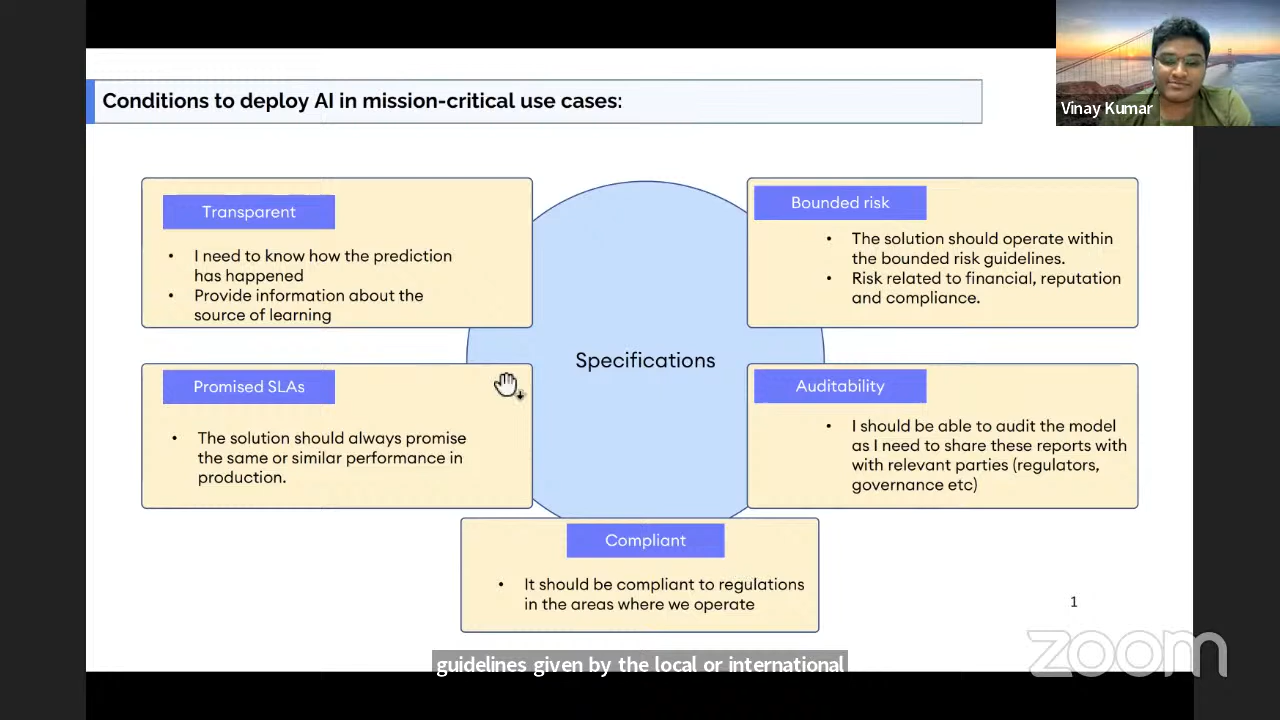 Conditions to deploy AI in mission-critical use cases:
Vinay Kumar
Transparent
• I need to know how the prediction
has happened
• Provide information about the
source of learning
Bounded risk
• The solution should operate within
the bounded risk guidelines.
• Risk related to financial, reputation
and compliance.
Specifications
Promised SLAs
• The solution should always promise
the same or similar performance in
production.
Auditability
• I should be able to audit the model
as I need to share these reports with
with relevant parties (regulators,
governance etc)
Compliant
• It should be compliant to regulations
in the areas where we operate
1
zoom
guidelines given by the local or international